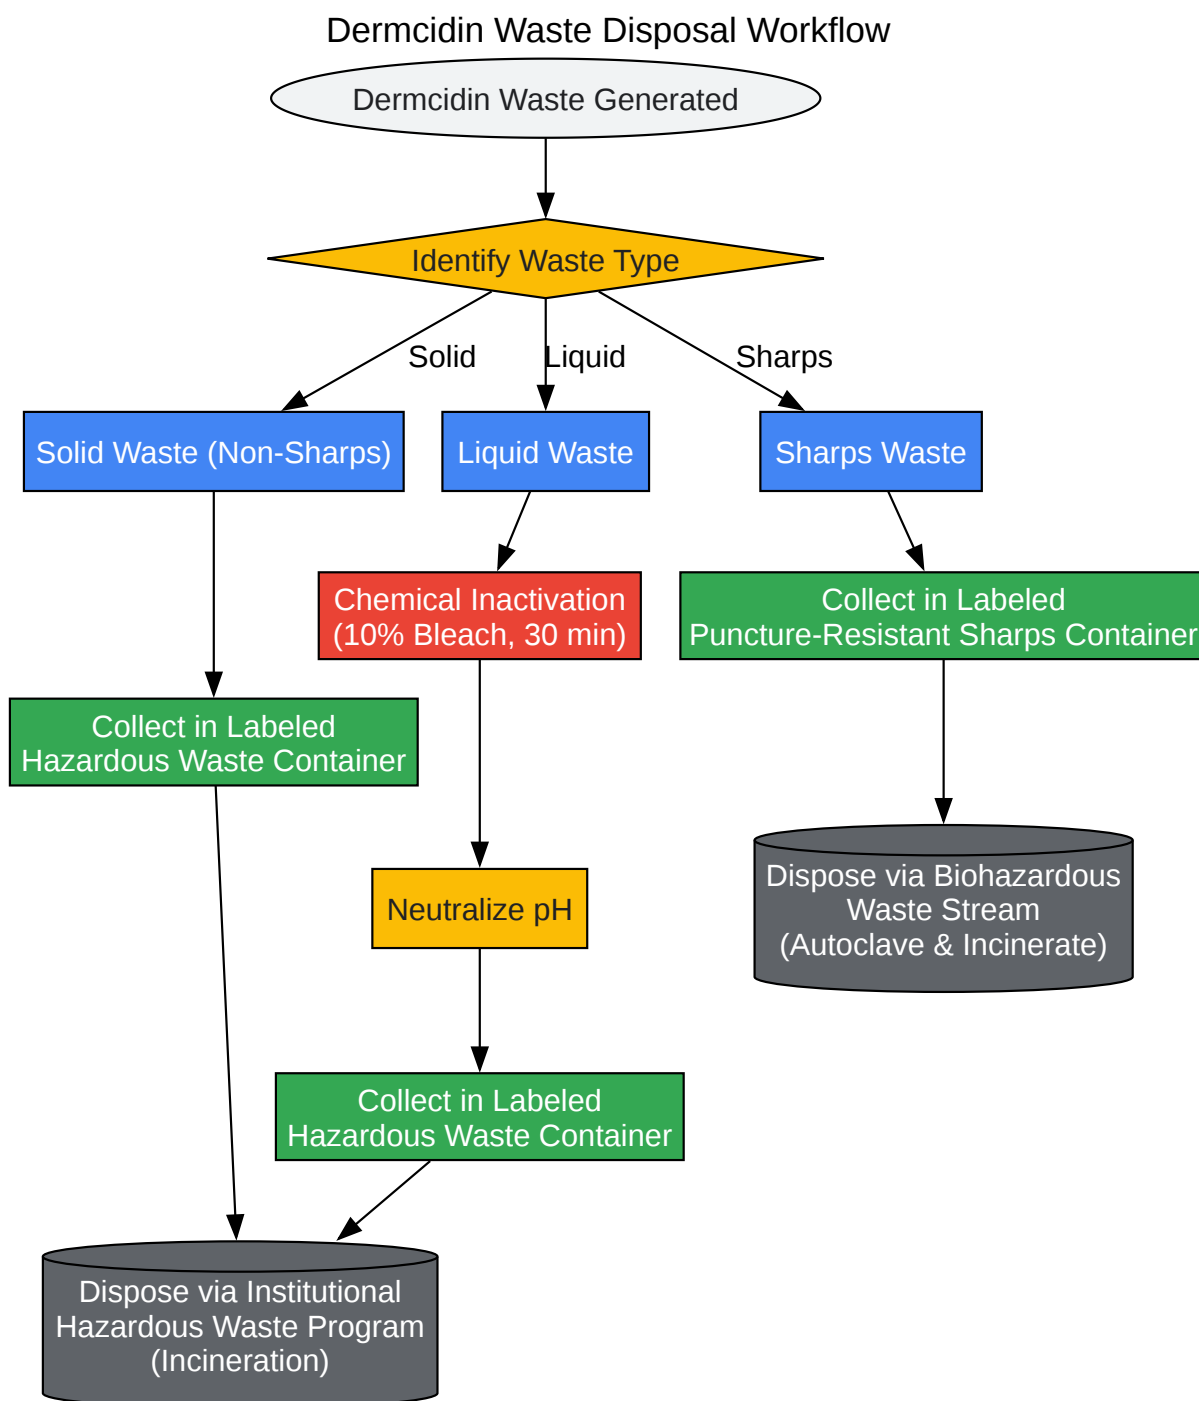 Dermcidin Waste Disposal Workflow
Dermcidin Waste Generated
Identify Waste Type
Solid
Liquid
Sharps
Solid Waste (Non-Sharps)
Liquid Waste
Sharps Waste
Chemical Inactivation
(10% Bleach, 30 min)
Collect in Labeled
Puncture-Resistant Sharps Container
Collect in Labeled
Hazardous Waste Container
Neutralize pH
Dispose via Biohazardous
Waste Stream
(Autoclave & Incinerate)
Collect in Labeled
Hazardous Waste Container
Dispose via Institutional
Hazardous Waste Program
(Incineration)